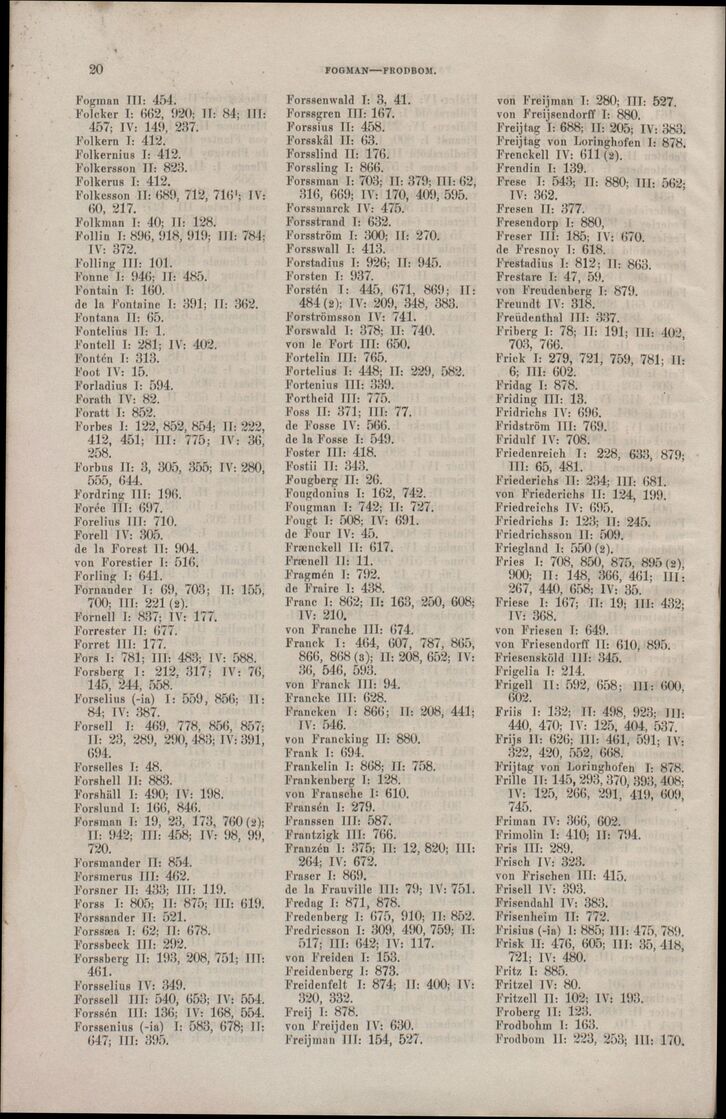 20
FOGMAN—FRODBOM.
Fogman III: 454.
Folcker I: 662, 920; II: 84; III:
457; IV: 149, 237.
Folkern I: 412.
Folkernius I: 412.
Folkersson II: 823.
Folkerus I: 412.
Folkesson II: 689, 712, 716¹; IV:
60, 217.
Folkman I: 40; II: 128.
Follin I: 896, 918, 919; III: 784;
IV: 372.
Folling III: 101.
Fonne I: 946; II: 485.
Fontain I: 160.
de la Fontaine I: 391; II: 362.
Fontana II: 65.
Fontelius II: 1.
Fontell I: 281; IV: 402.
Fontén I: 313.
Foot IV: 15.
Forladius I: 594.
Forath IV: 82.
Foratt I: 852.
Forbes I: 122, 852, 854; II: 222,
412, 451; III: 775; IV: 36,
258.
Forbus II: 3, 305, 355; IV: 280,
555, 644.
Fordring III: 196.
Forée III: 697.
Forelius III: 710.
Forell IV: 305.
de la Forest II: 904.
von Forestier I: 516.
Forling I: 641.
Fornander I: 69, 703; II: 155,
700; III: 221 (2).
Fornell I: 837; IV: 177.
Forrester II: 677.
Forret III: 177.
Fors I: 781; III: 483; IV: 588.
Forsberg I: 212, 317; IV: 76,
145, 244, 558.
Forselius (-ia) I: 559, 856; II:
84; IV: 387.
Forsell I: 469, 778, 856, 857;
II: 23, 289, 290, 483; IV: 391,
694.
Forselles I: 48.
Forshell II: 883.
Forshäll I: 490; IV: 198.
Forslund I: 166, 846.
Forsman I: 19, 23, 173, 760 (2);
II: 942; III: 458; IV: 98, 99,
720.
Forsmander II: 854.
Forsmerus III: 462.
Forsner II: 433; III: 119.
Forss I: 805; II: 875; III: 619.
Forssander II: 521.
Forssæa I: 62; II: 678.
Forssbeck III: 292.
Forssberg II: 193, 208, 751; III:
461.
Forsselius IV: 349.
Forssell III: 540, 653; IV: 554.
Forssén III: 136; IV: 168, 554.
Forssenius (-ia) I: 583, 678; II:
647; III: 395.
Forssenwald I: 3, 41.
Forssgren III: 167.
Forssius II: 458.
Forsskål II: 63.
Forsslind II: 176.
Forssling I: 866.
Forssman I: 703; II: 379; III: 62,
316, 669; IV: 170, 409, 595.
Forssmarck IV: 475.
Forsstrand I: 632.
Forsström I: 300; II: 270.
Forsswall I: 413.
Forstadius I: 926; II: 945.
Forsten I: 937.
Forstén I: 445, 671, 869; II:
484 (2); IV: 209, 348, 383.
Forströmsson IV: 741.
Forswald I: 378; II: 740.
von le Fort III: 650.
Fortelin III: 765.
Fortelius I: 448; II: 229, 582.
Fortenius III: 339.
Fortheid III: 775.
Foss II: 371; III: 77.
de Fosse IV: 566.
de la Fosse I: 549.
Foster III: 418.
Fostii II: 343.
Fougberg II: 26.
Fougdonius I: 162, 742.
Fougman I: 742; II: 727.
Fougt I: 508; IV: 691.
de Four IV: 45.
Frænckell II: 617.
Frænell II: 11.
Fragmén I: 792.
de Fraire I: 438.
Franc I: 862; II: 163, 250, 608;
IV: 210.
von Franche III: 674.
Franck I: 464, 607, 787, 865,
866, 868 (3); II: 208, 652; IV:
36, 546, 593.
von Franck III: 94.
Francke III: 628.
Francken I: 866; II: 208, 441;
IV: 546.
von Francking II: 880.
Frank I: 694.
Frankelin I: 868; II: 758.
Frankenberg I: 128.
von Fransche I: 610.
Fransén I: 279.
Franssen III: 587.
Frantzigk III: 766.
Franzén I: 375; II: 12, 820; III:
264; IV: 672.
Fraser I: 869.
de la Frauville III: 79; IV: 751.
Fredag I: 871, 878.
Fredenberg I: 675, 910; II: 852.
Fredricsson I: 309, 490, 759; II:
517; III: 642; IV: 117.
von Freiden I: 153.
Freidenberg I: 873.
Freidenfelt I: 874; II: 400; IV:
320, 332.
Freij I: 878.
von Freijden IV: 630.
Freijman III: 154, 527.
von Freijman I: 280; III: 527.
von Freijsendorff I: 880.
Freijtag I: 688; II: 205; IV: 383.
Freijtag von Loringhofen I: 878.
Frenckell IV: 611 (2).
Frendin I: 139.
Frese I: 543; II: 880; III: 562;
IV: 362.
Fresen II: 377.
Fresendorp I: 880,
Freser III: 185; IV: 670.
de Fresnoy I: 618.
Frestadius I: 812; II: 863.
Frestare I: 47, 59.
von Freudenberg I: 879.
Freundt IV: 318.
Freüdenthal III: 337.
Friberg I: 78; II: 191; III: 402,
703, 766.
Frick I: 279, 721, 759, 781; II:
6; III: 602.
Fridag I: 878.
Friding III: 13.
Fridrichs IV: 696.
Fridström III: 769.
Fridulf IV: 708.
Friedenreich I: 228, 633, 879;
III: 65, 481.
Friederichs II: 234; III: 681.
von Friederichs II: 124, 199.
Friedreichs IV: 695.
Friedrichs I: 123; II: 245.
Friedrichsson II: 509.
Friegland I: 550 (2).
Fries I: 708, 850, 875, 895 (2),
900; II: 148, 366, 461; III:
267, 440, 658; IV: 35.
Friese I: 167; II: 19; III: 432;
IV: 368.
von Friesen I: 649.
von Friesendorff II: 610, 895.
Friesensköld III: 345.
Frigelia I: 214.
Frigell II: 592, 658; III: 600,
602.
Friis I: 132; II: 498, 923; III:
440, 470; IV: 125, 404, 537.
Frijs II: 626; III: 461, 591; IV:
322, 420, 552, 668.
Frijtag von Loringhofen I: 878.
Frille II: 145, 293, 370, 393, 408;
IV: 125, 266, 291, 419, 609,
745.
Friman IV: 366, 602.
Frimolin I: 410; II: 794.
Fris III: 289.
Frisch IV: 323.
von Frischen III: 415.
Frisell IV: 393.
Frisendahl IV: 383.
Frisenheim II: 772.
Frisius (-ia) I: 885; III: 475, 789.
Frisk II: 476, 605; III: 35, 418,
721; IV: 480.
Fritz I: 885.
Fritzel IV: 80.
Fritzell II: 102; IV: 193.
Froberg II: 123.
Frodbohm I: 163.
Frodbom II: 223, 253; III: 170.